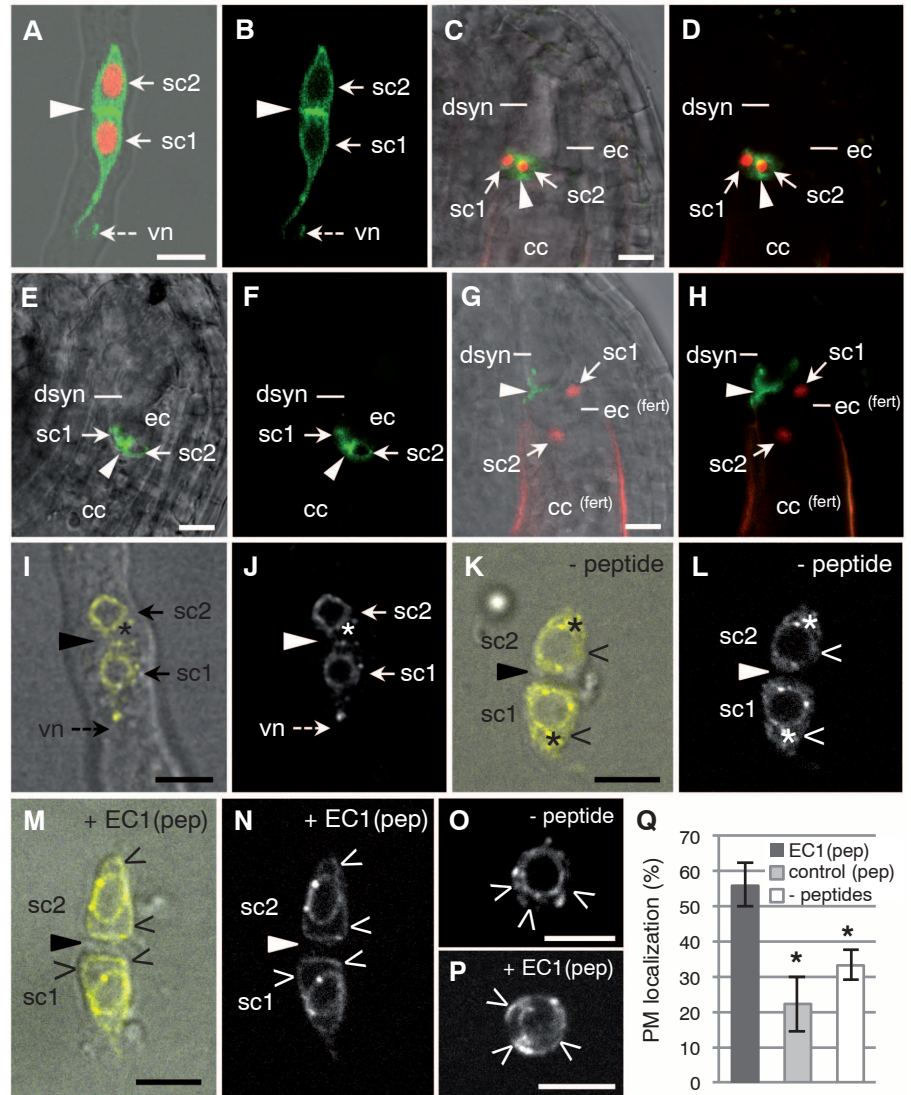 A
sc2
sc1
vn
B
sc2
sc1
vn
C
dsyn
ec
sc1
sc2
cc
D
dsyn
ec
sc1
sc2
cc
E
dsyn
ec
sc1
sc2
cc
F
dsyn
ec
sc1
sc2
cc
G
dsyn
sc1
ec (fert)
sc2
cc (fert)
H
dsyn
sc1
ec (fert)
sc2
cc (fert)
I
sc2
*
sc1
vn
J
sc2
*
sc1
vn
K
- peptide
*
sc2
sc1
*
L
- peptide
*
sc2
sc1
*
M
+ EC1(pep)
sc2
sc1
N
+ EC1(pep)
sc2
sc1
O
- peptide
P
+ EC1(pep)
Q
PM localization (%)
70
60
50
40
30
20
10
0
EC1(pep)
control (pep)
- peptides
*
*